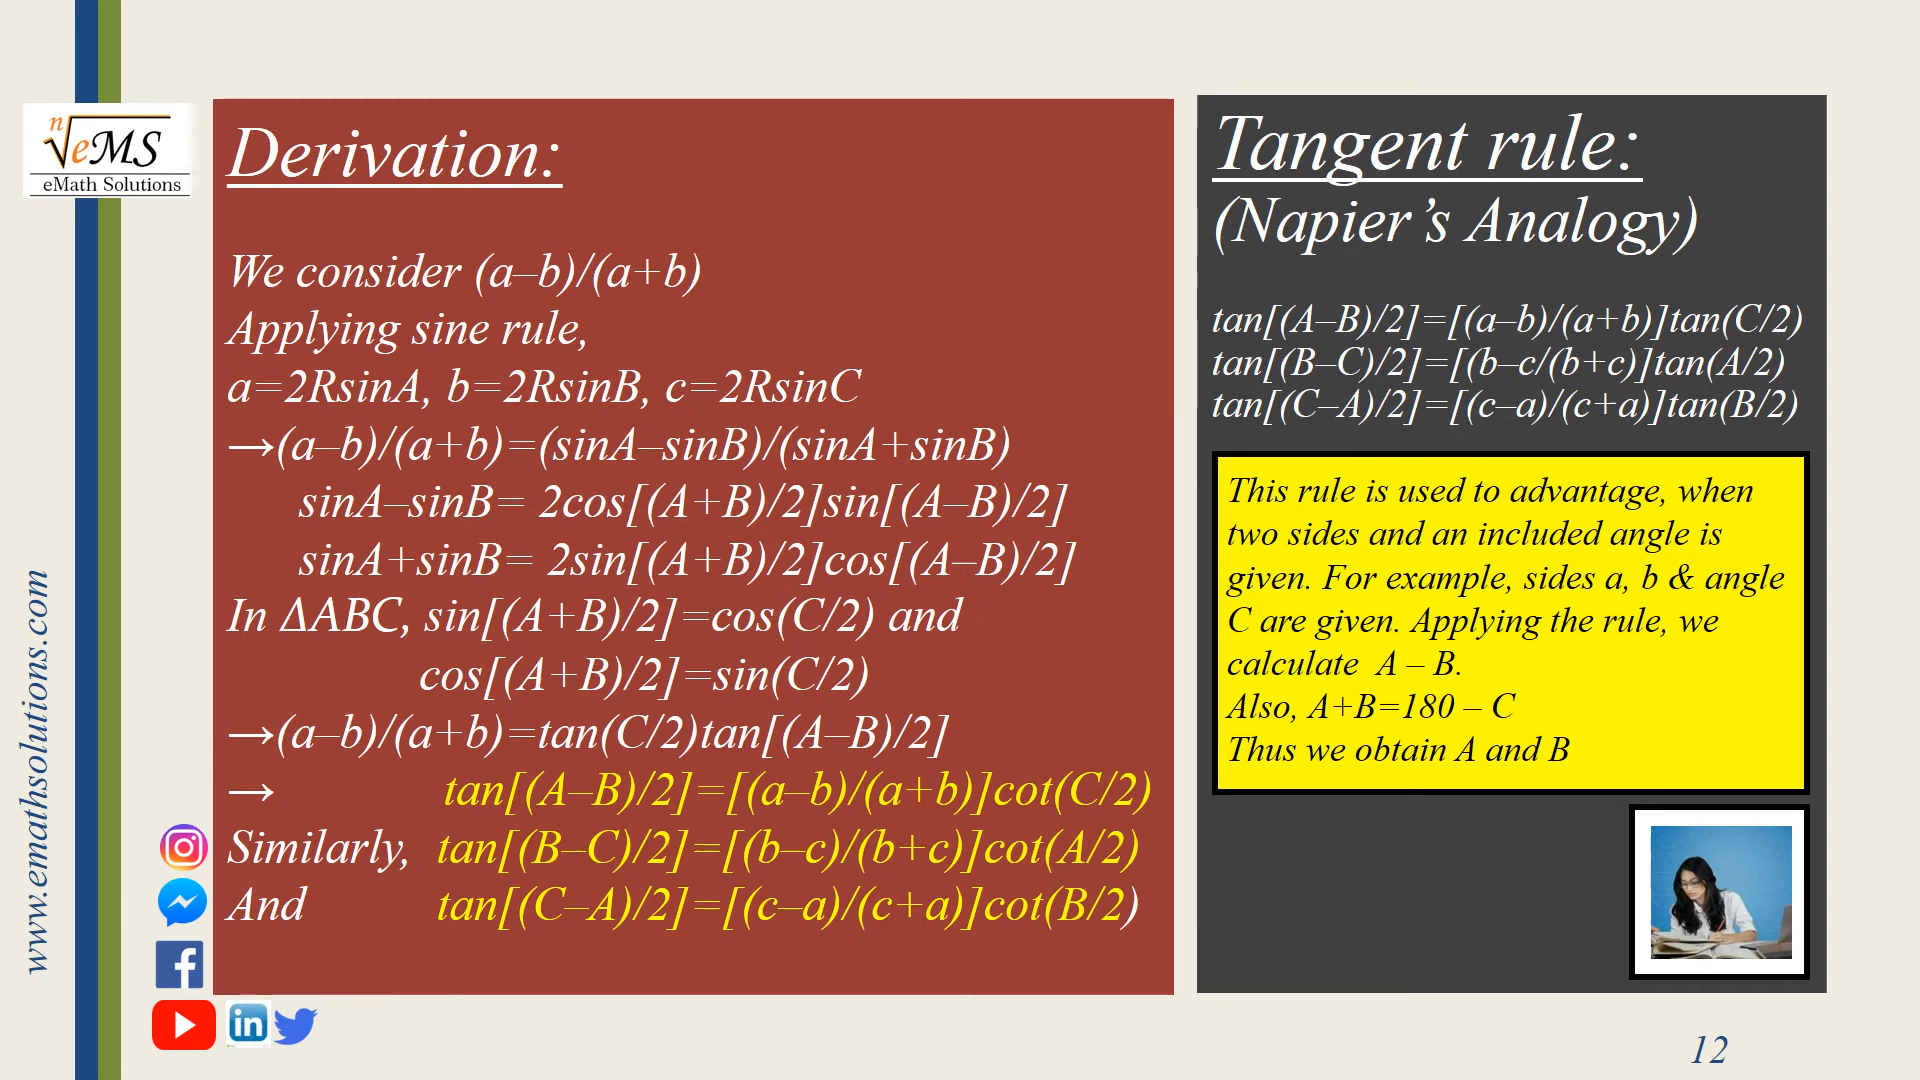 n
√eMS
eMath Solutions
www.emathsolutions.com
Derivation:
We consider (a–b)/(a+b)
Applying sine rule,
a=2RsinA, b=2RsinB, c=2RsinC
→(a–b)/(a+b)=(sinA–sinB)/(sinA+sinB)
sinA–sinB= 2cos[(A+B)/2]sin[(A–B)/2]
sinA+sinB= 2sin[(A+B)/2]cos[(A–B)/2]
In ΔABC, sin[(A+B)/2]=cos(C/2) and
cos[(A+B)/2]=sin(C/2)
→(a–b)/(a+b)=tan(C/2)tan[(A–B)/2]
→ tan[(A–B)/2]=[(a–b)/(a+b)]cot(C/2)
Similarly, tan[(B–C)/2]=[(b–c)/(b+c)]cot(A/2)
And tan[(C–A)/2]=[(c–a)/(c+a)]cot(B/2)
Tangent rule:
(Napier’s Analogy)
tan[(A–B)/2]=[(a–b)/(a+b)]tan(C/2)
tan[(B–C)/2]=[(b–c/(b+c)]tan(A/2)
tan[(C–A)/2]=[(c–a)/(c+a)]tan(B/2)
This rule is used to advantage, when
two sides and an included angle is
given. For example, sides a, b & angle
C are given. Applying the rule, we
calculate A – B.
Also, A+B=180 – C
Thus we obtain A and B
in
12